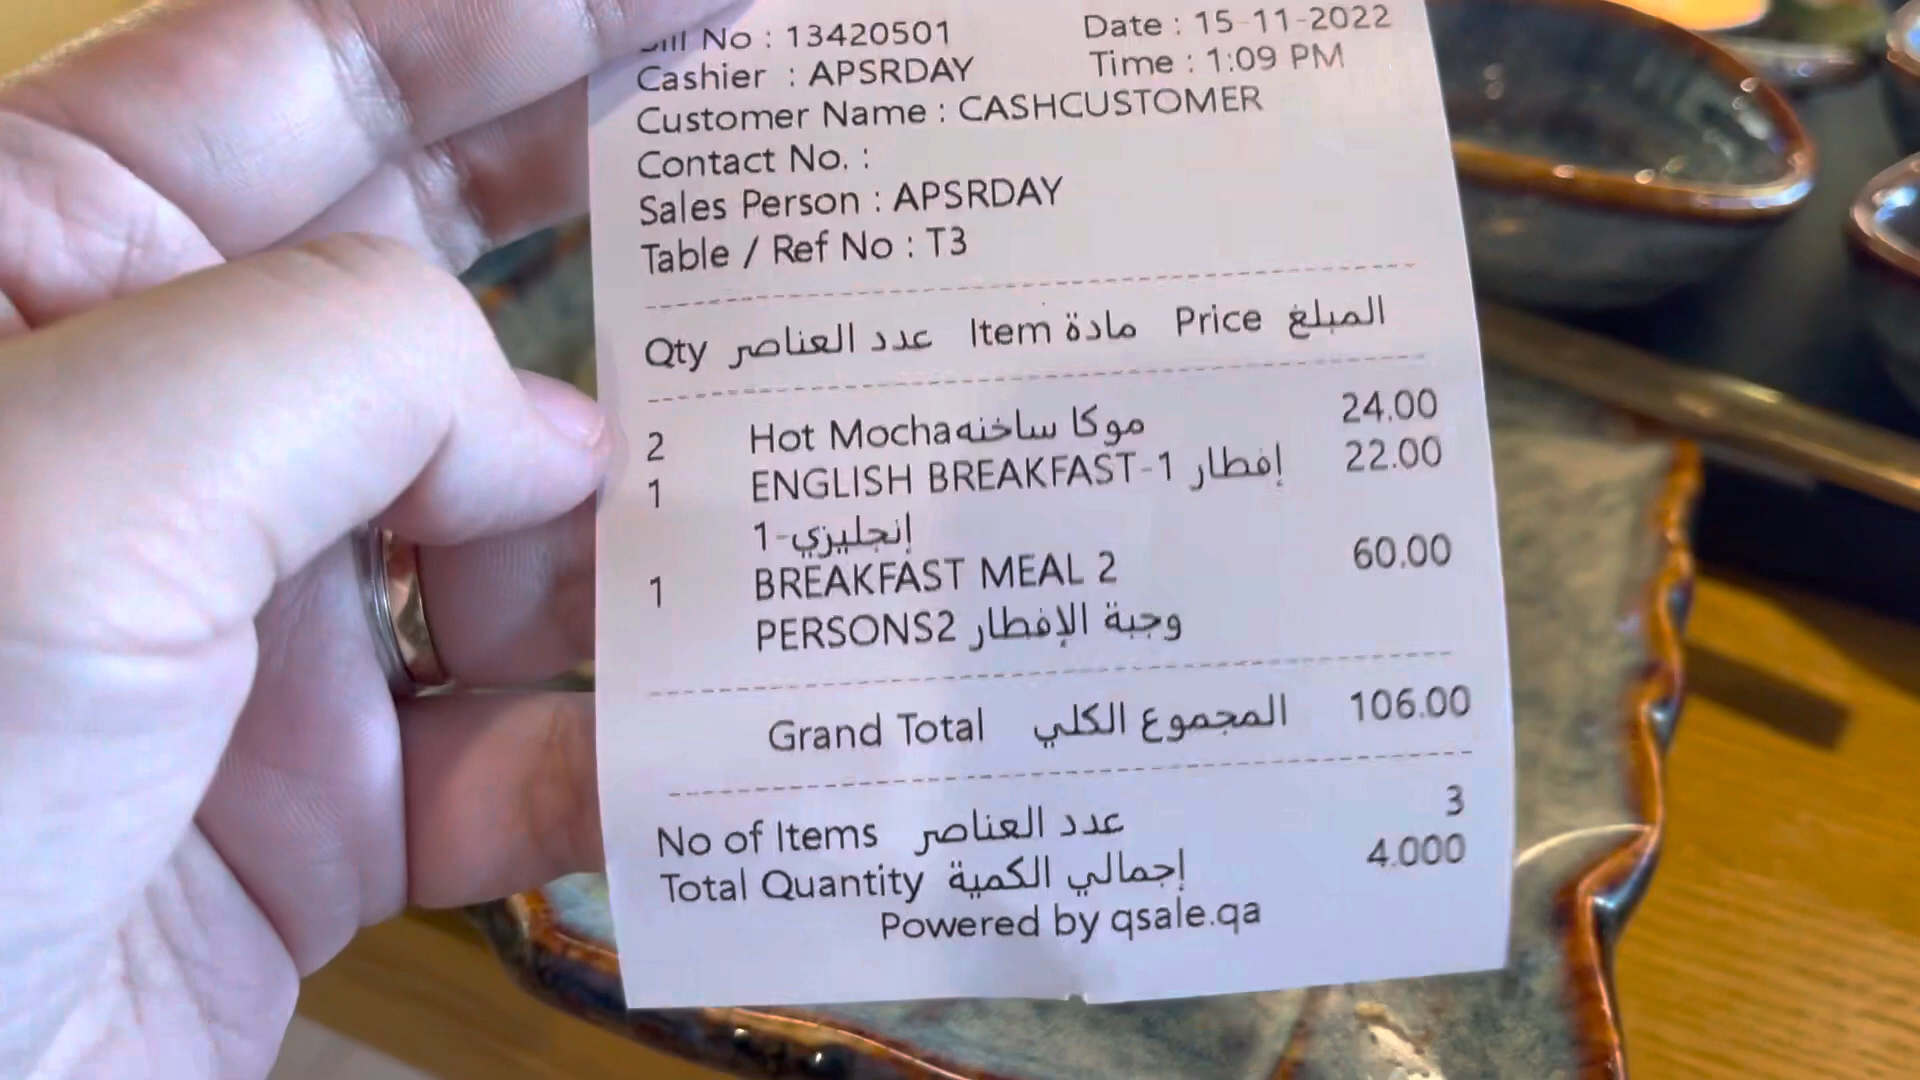 Bill No : 13420501 Date : 15-11-2022
Cashier : APSRDAY Time : 1:09 PM
Customer Name : CASHCUSTOMER
Contact No. :
Sales Person : APSRDAY
Table / Ref No : T3
Qty عدد العناصر Item مادة Price المبلغ
2 Hot Mocha موكا ساخنه 24.00
1 ENGLISH BREAKFAST-1 إفطار 22.00
إنجليزي-1
1 BREAKFAST MEAL 2 60.00
PERSONS2 وجبة الإفطار
Grand Total المجموع الكلي 106.00
No of Items عدد العناصر 3
Total Quantity إجمالي الكمية 4.000
Powered by qsale.qa